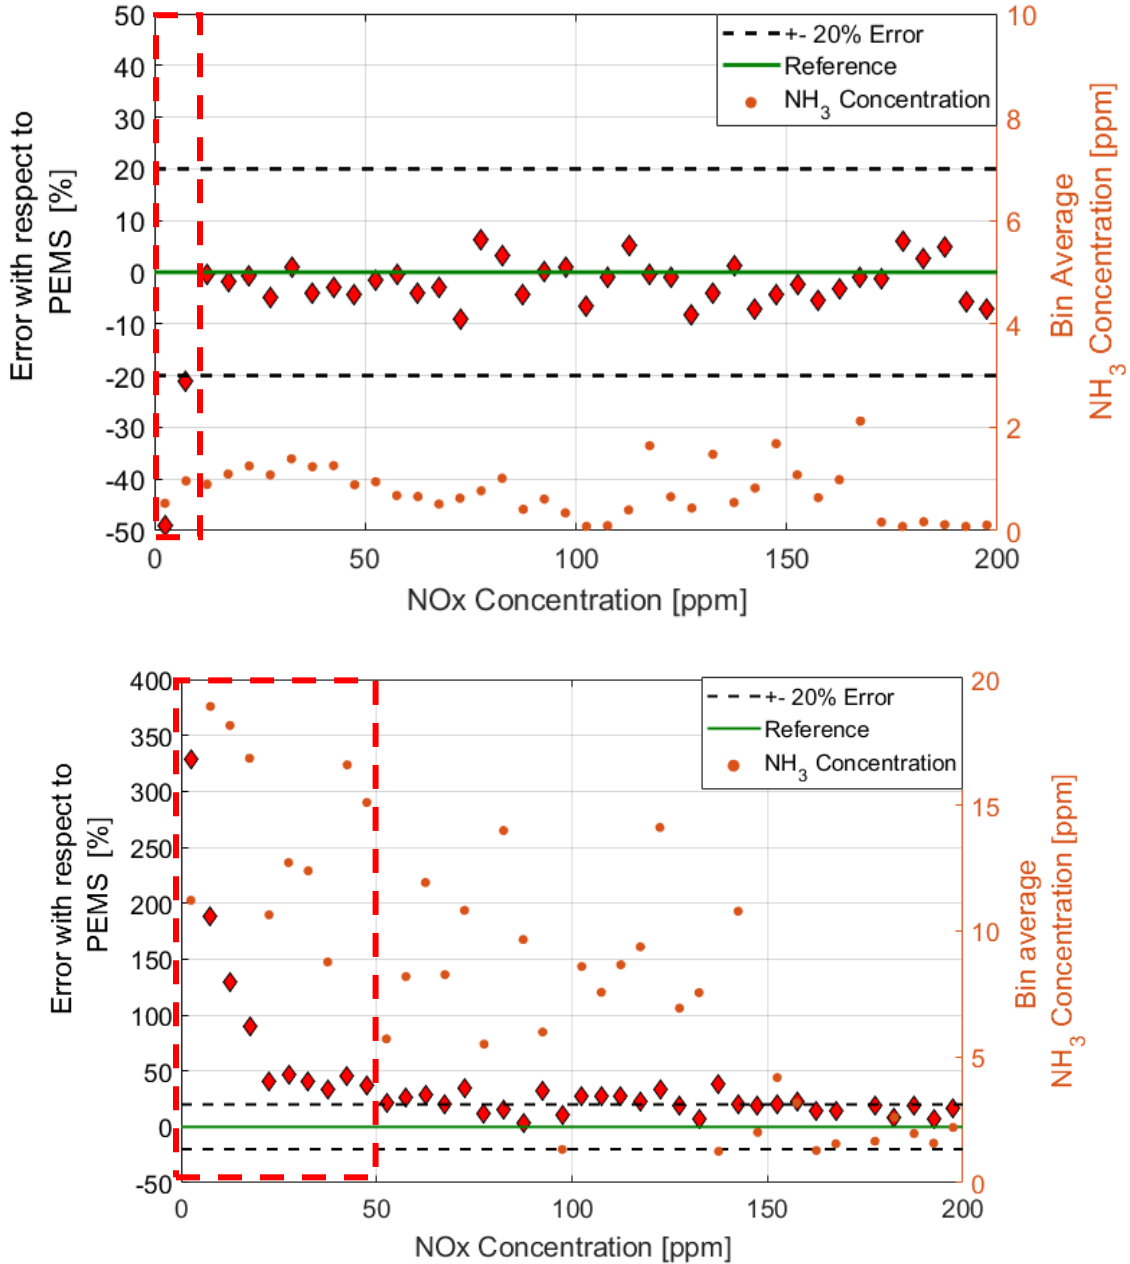 50
40
30
20
10
0
-10
-20
-30
-40
-50
Error with respect to
PEMS [%]
+- 20% Error
Reference
NH3 Concentration
10
8
6
4
2
0
Bin Average
NH3 Concentration [ppm]
0
50
100
150
200
NOx Concentration [ppm]
400
350
300
250
200
150
100
50
0
-50
Error with respect to
PEMS [%]
+- 20% Error
Reference
NH3 Concentration
20
15
10
5
0
Bin average
NH3 Concentration [ppm]
0
50
100
150
200
NOx Concentration [ppm]